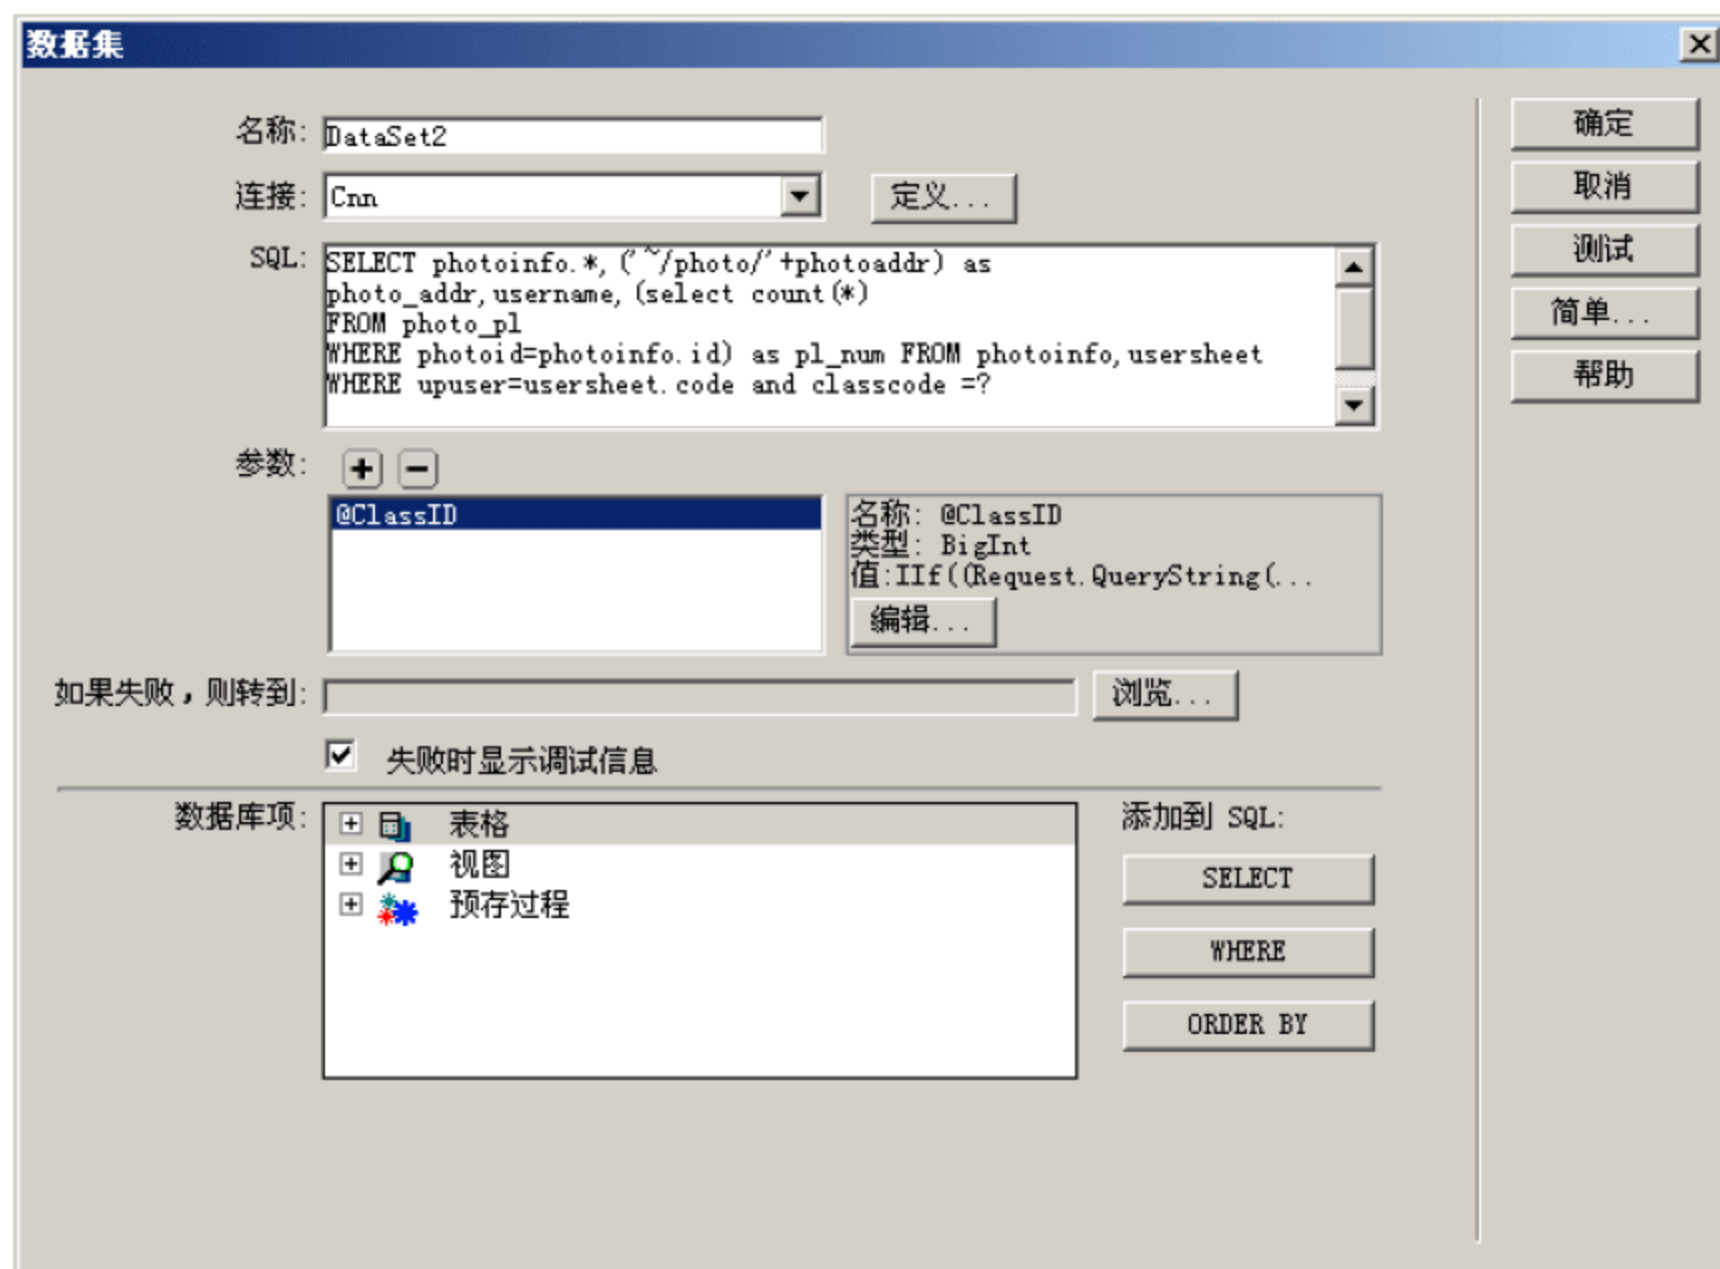 数据集
名称: DataSet2
连接: Cnn 定义...
SQL: SELECT photoinfo.*, ('~/photo/'+photoaddr) as
photo_addr,username,(select count(*)
FROM photo_pl
WHERE photoid=photoinfo.id) as pl_num FROM photoinfo,usersheet
WHERE upuser=usersheet.code and classcode =?
参数:
@ClassID
名称: @ClassID
类型: BigInt
值:IIf((Request.QueryString(...
编辑...
如果失败，则转到: 浏览...
失败时显示调试信息
数据库项:
表格
视图
预存过程
添加到 SQL:
SELECT
WHERE
ORDER BY
确定
取消
测试
简单...
帮助